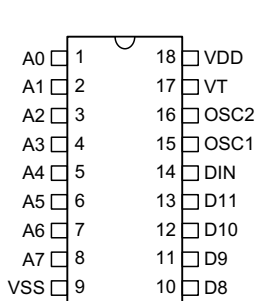 A0 1 18 VDD
A1 2 17 VT
A2 3 16 OSC2
A3 4 15 OSC1
A4 5 14 DIN
A5 6 13 D11
A6 7 12 D10
A7 8 11 D9
VSS 9 10 D8